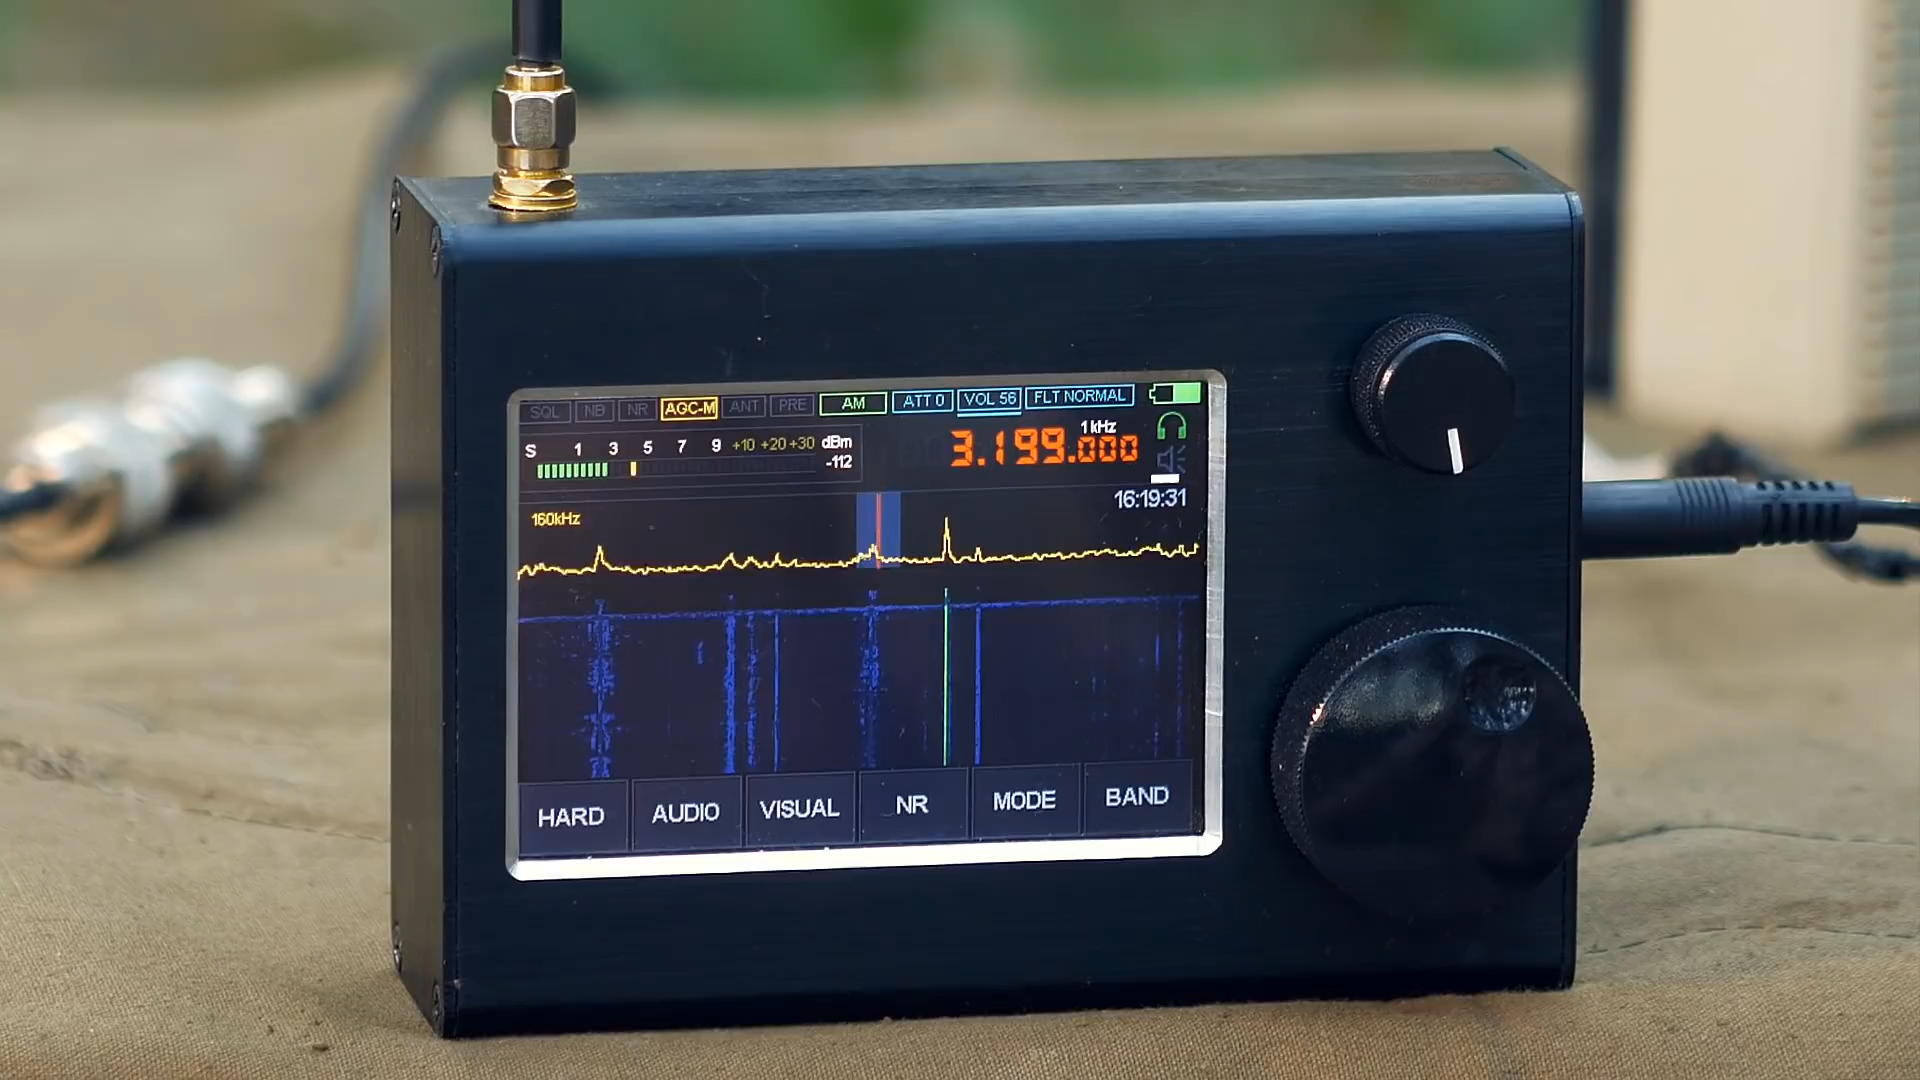 SQL NB NR AGC-M ANT PRE AM ATT 0 VOL 56 FLT NORMAL
S 1 3 5 7 9 +10 +20 +30 dBm
-112
1 kHz
3.199.000
16:19:31
160kHz
HARD AUDIO VISUAL NR MODE BAND